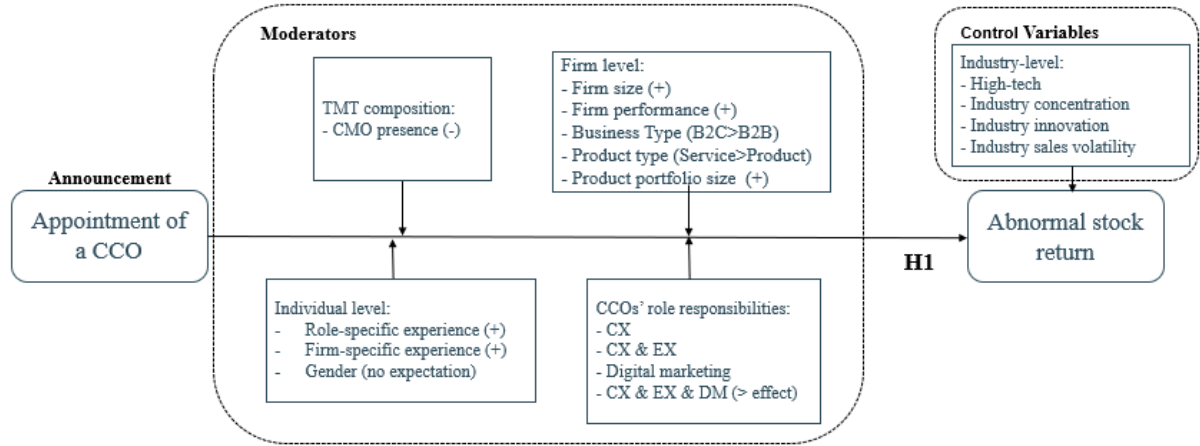 Moderators
TMT composition:
- CMO presence (-)
Firm level:
- Firm size (+)
- Firm performance (+)
- Business Type (B2C>B2B)
- Product type (Service>Product)
- Product portfolio size (+)
Control Variables
Industry-level:
- High-tech
- Industry concentration
- Industry innovation
- Industry sales volatility
Announcement
Appointment of
a CCO
H1
Abnormal stock
return
Individual level:
- Role-specific experience (+)
- Firm-specific experience (+)
- Gender (no expectation)
CCOs’ role responsibilities:
- CX
- CX & EX
- Digital marketing
- CX & EX & DM (> effect)